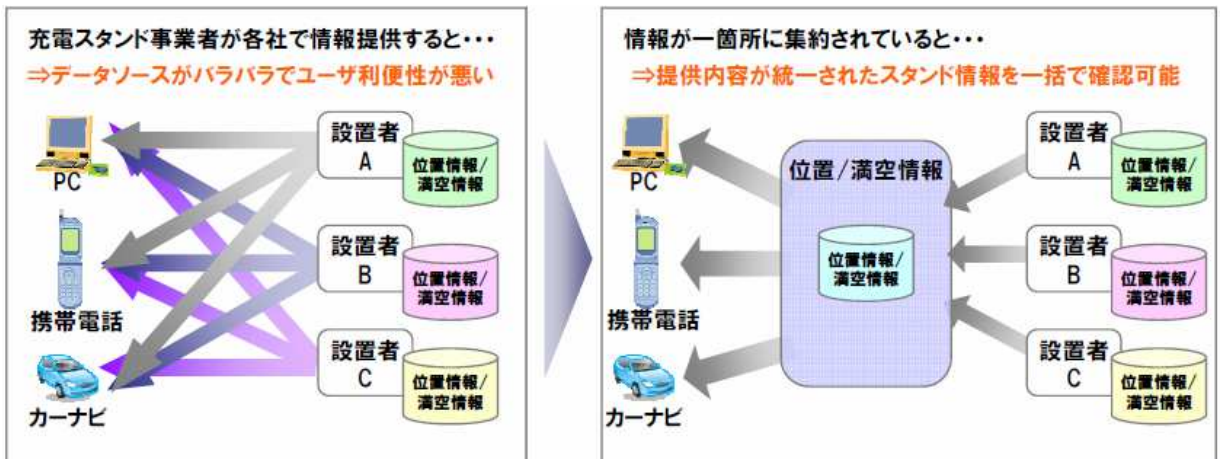 充電スタンド事業者が各社で情報提供すると・・・
⇒データソースがバラバラでユーザ利便性が悪い
PC
携帯電話
カーナビ
設置者
A
位置情報/
満空情報
設置者
B
位置情報/
満空情報
設置者
C
位置情報/
満空情報
情報が一箇所に集約されていると・・・
⇒提供内容が統一されたスタンド情報を一括で確認可能
PC
携帯電話
カーナビ
位置/満空情報
位置情報/
満空情報
設置者
A
位置情報/
満空情報
設置者
B
位置情報/
満空情報
設置者
C
位置情報/
満空情報